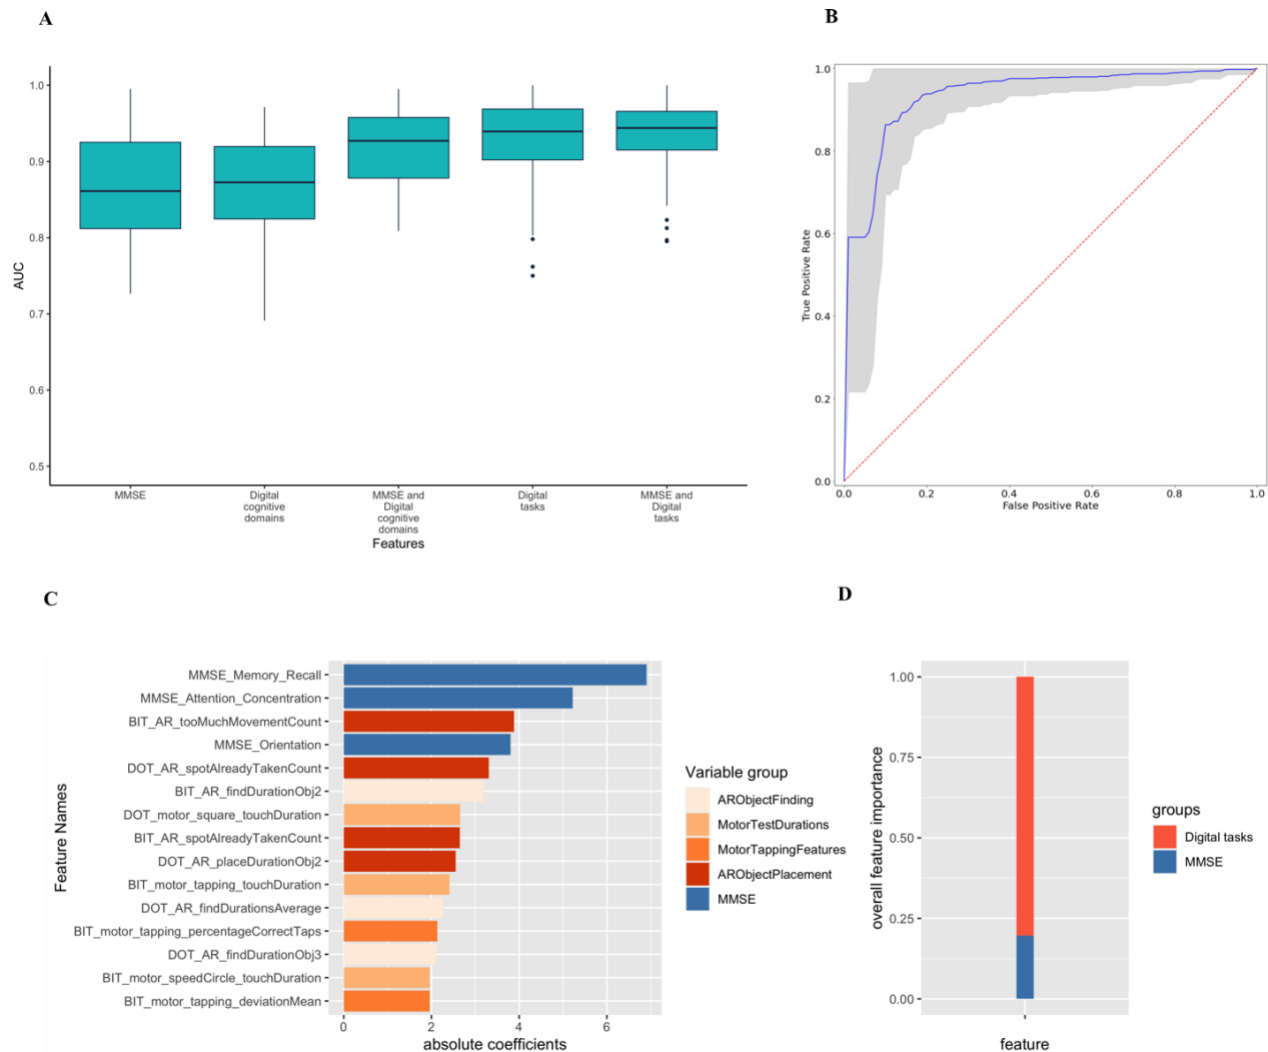 A
1.0
0.9
0.8
0.7
0.6
0.5
AUC
MMSE
Digital
cognitive
domains
MMSE and
Digital
cognitive
domains
Digital
tasks
MMSE and
Digital
tasks
Features
B
1.0
0.8
0.6
0.4
0.2
0.0
True Positive Rate
0.0
0.2
0.4
0.6
0.8
1.0
False Positive Rate
C
Feature Names
MMSE_Memory_Recall
MMSE_Attention_Concentration
BIT_AR_tooMuchMovementCount
MMSE_Orientation
DOT_AR_spotAlreadyTakenCount
BIT_AR_findDurationObj2
DOT_motor_square_touchDuration
BIT_AR_spotAlreadyTakenCount
DOT_AR_placeDurationObj2
BIT_motor_tapping_touchDuration
DOT_AR_findDurationsAverage
BIT_motor_tapping_percentageCorrectTaps
DOT_AR_findDurationObj3
BIT_motor_speedCircle_touchDuration
BIT_motor_tapping_deviationMean
0
2
4
6
absolute coefficients
Variable group
ARObjectFinding
MotorTestDurations
MotorTappingFeatures
ARObjectPlacement
MMSE
D
1.00
0.75
0.50
0.25
0.00
overall feature importance
feature
groups
Digital tasks
MMSE